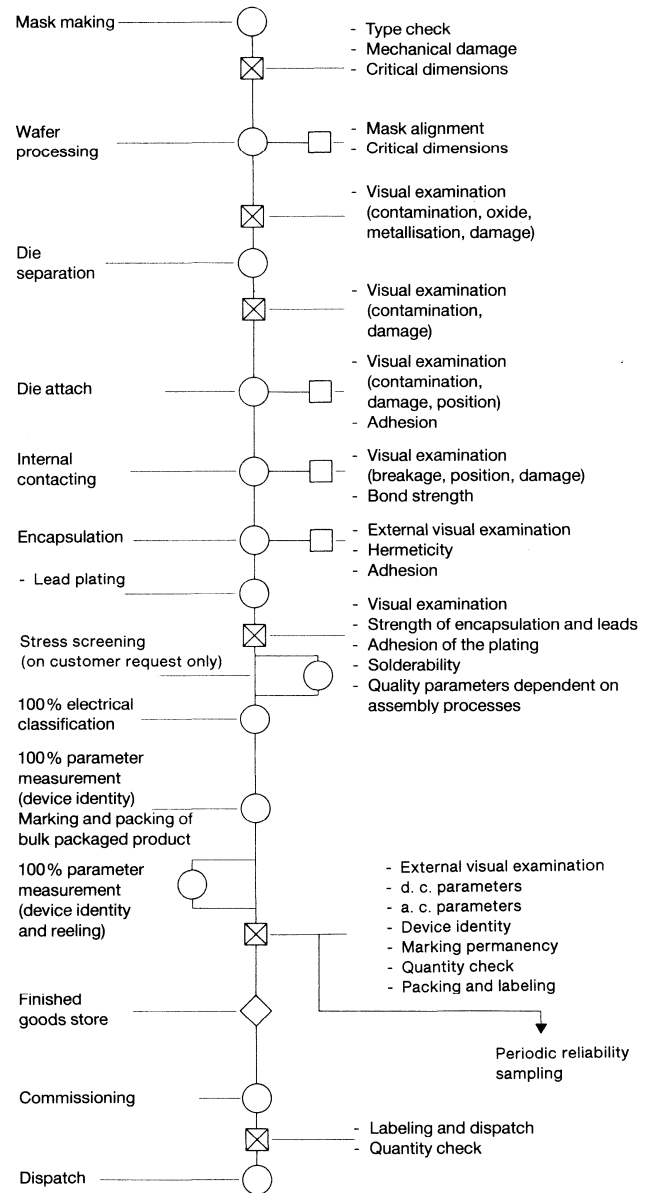 Mask making
- Type check
- Mechanical damage
- Critical dimensions
Wafer
processing
- Mask alignment
- Critical dimensions
- Visual examination
(contamination, oxide,
metallisation, damage)
Die
separation
- Visual examination
(contamination,
damage)
Die attach
- Visual examination
(contamination,
damage, position)
- Adhesion
Internal
contacting
- Visual examination
(breakage, position, damage)
- Bond strength
Encapsulation
- External visual examination
- Hermeticity
- Adhesion
- Lead plating
- Visual examination
- Strength of encapsulation and leads
- Adhesion of the plating
- Solderability
- Quality parameters dependent on
assembly processes
Stress screening
(on customer request only)
100% electrical
classification
100% parameter
measurement
(device identity)
Marking and packing of
bulk packaged product
100% parameter
measurement
(device identity
and reeling)
- External visual examination
- d. c. parameters
- a. c. parameters
- Device identity
- Marking permanency
- Quantity check
- Packing and labeling
Finished
goods store
Periodic reliability
sampling
Commissioning
- Labeling and dispatch
- Quantity check
Dispatch